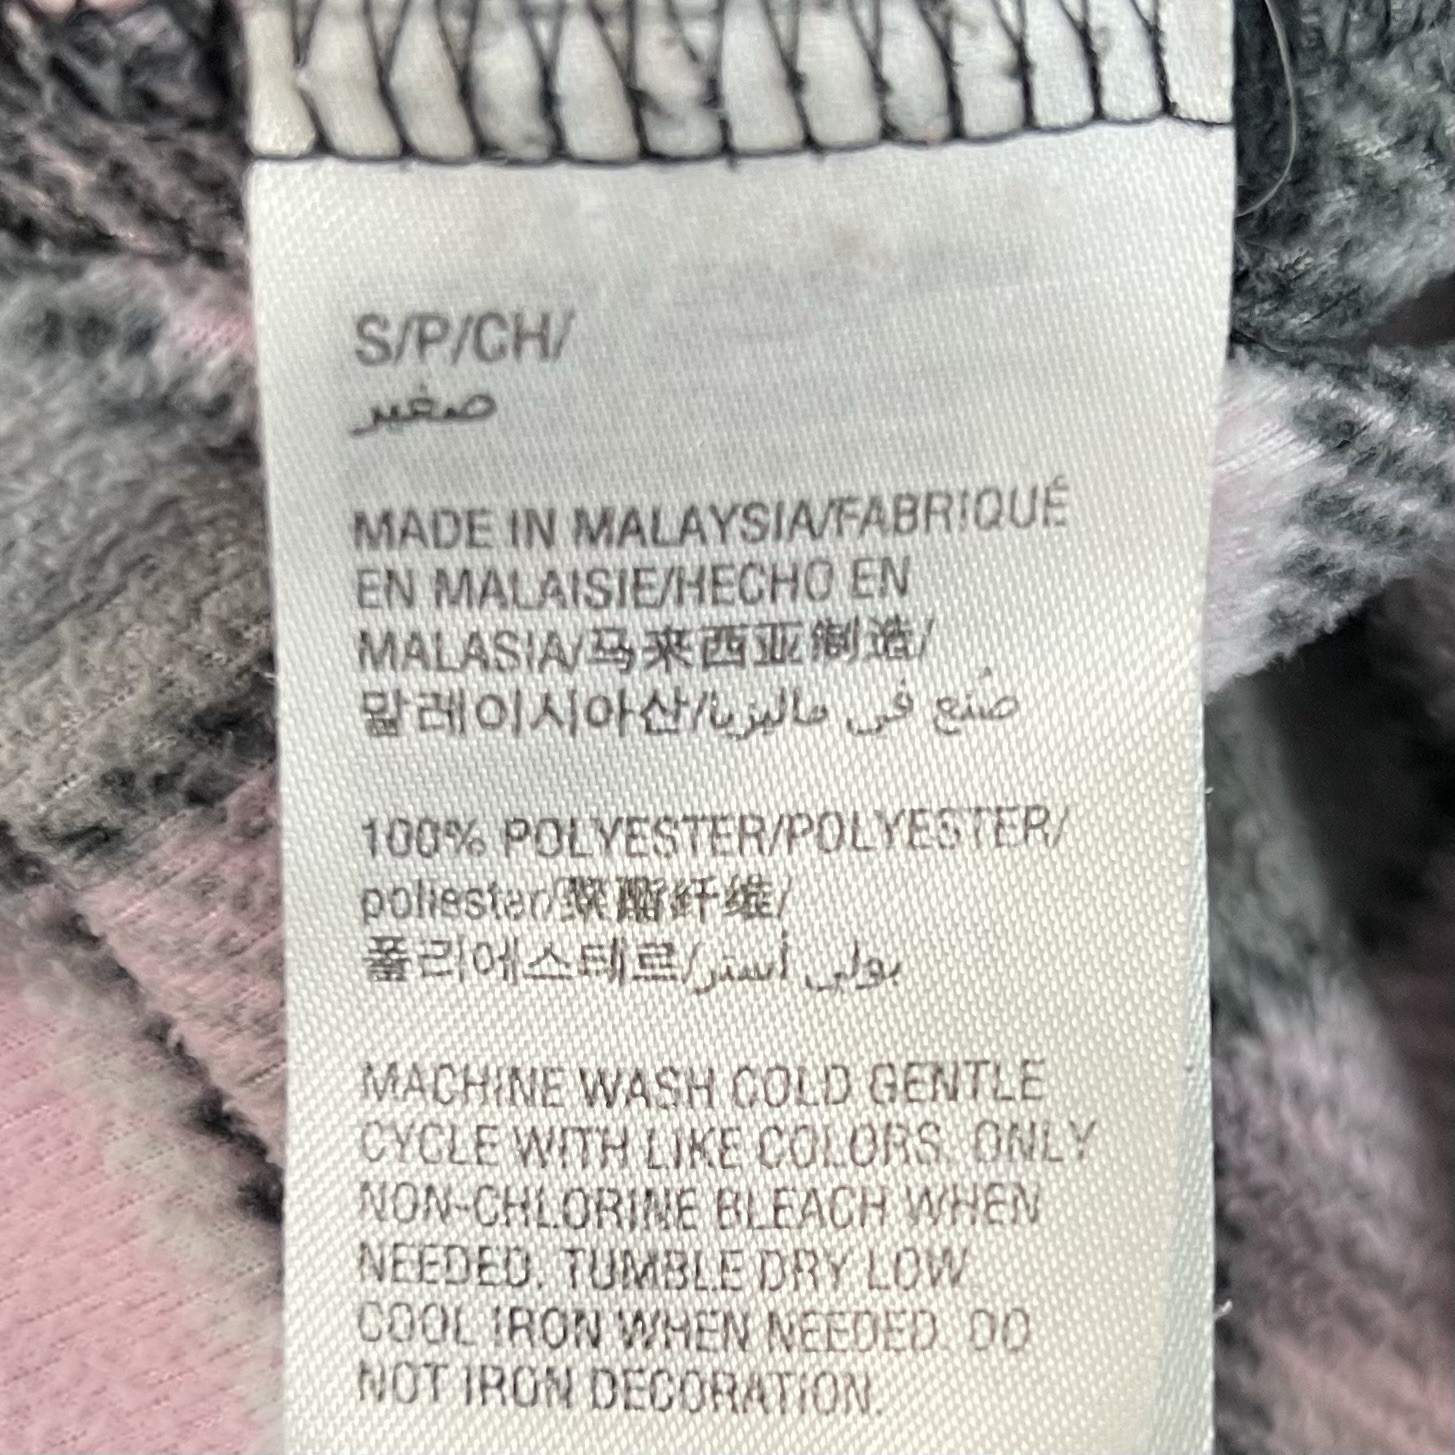 S/P/CH/
صغير
MADE IN MALAYSIA/FABRIQUÉ
EN MALAISIE/HECHO EN
MALASIA/马来西亚制造/
말레이시아산/صُنع في ماليزيا
100% POLYESTER/POLYESTER/
poliester/聚酯纤维/
폴리에스테르/بولي أستر
MACHINE WASH COLD GENTLE
CYCLE WITH LIKE COLORS. ONLY
NON-CHLORINE BLEACH WHEN
NEEDED. TUMBLE DRY LOW.
COOL IRON WHEN NEEDED. DO
NOT IRON DECORATION.